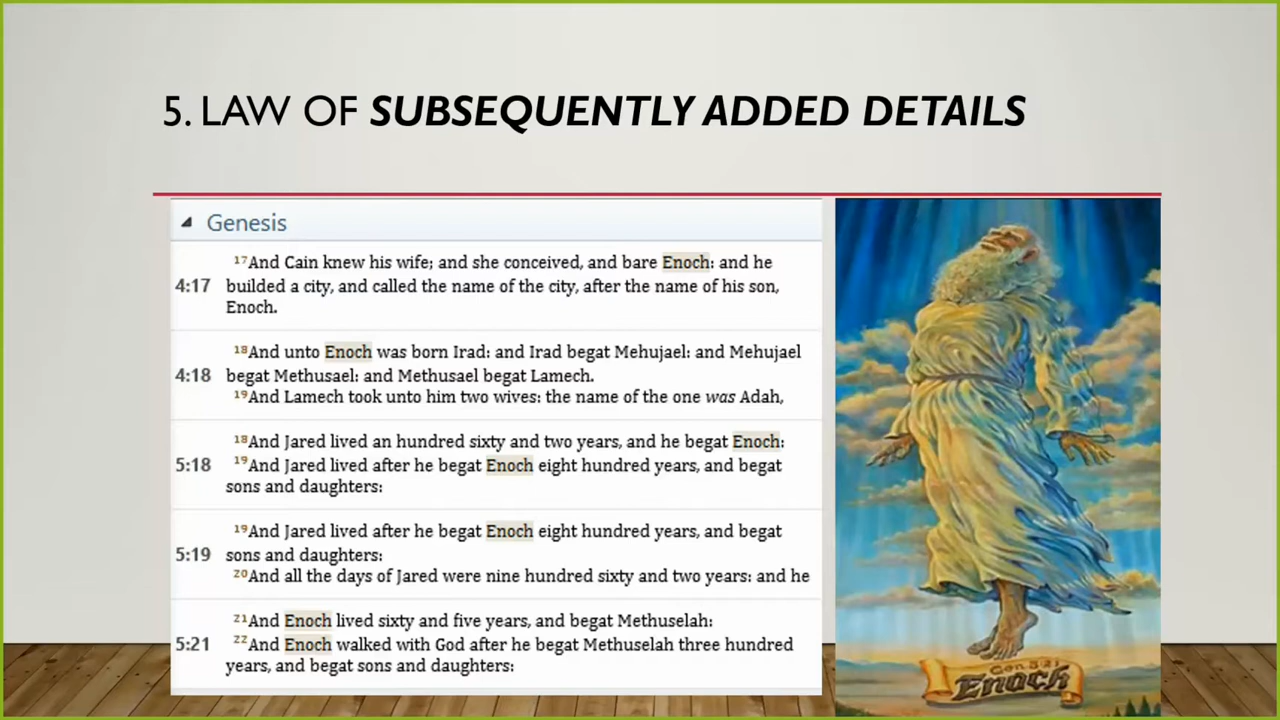 5. LAW OF SUBSEQUENTLY ADDED DETAILS
Genesis
17And Cain knew his wife; and she conceived, and bare Enoch: and he
4:17 builded a city, and called the name of the city, after the name of his son,
Enoch.
18And unto Enoch was born Irad: and Irad begat Mehujael: and Mehujael
4:18 begat Methusael: and Methusael begat Lamech.
19And Lamech took unto him two wives: the name of the one was Adah,
18And Jared lived an hundred sixty and two years, and he begat Enoch:
5:18 19And Jared lived after he begat Enoch eight hundred years, and begat
sons and daughters:
19And Jared lived after he begat Enoch eight hundred years, and begat
5:19 sons and daughters:
20And all the days of Jared were nine hundred sixty and two years: and he
21And Enoch lived sixty and five years, and begat Methuselah:
5:21 22And Enoch walked with God after he begat Methuselah three hundred
years, and begat sons and daughters:
Enoch